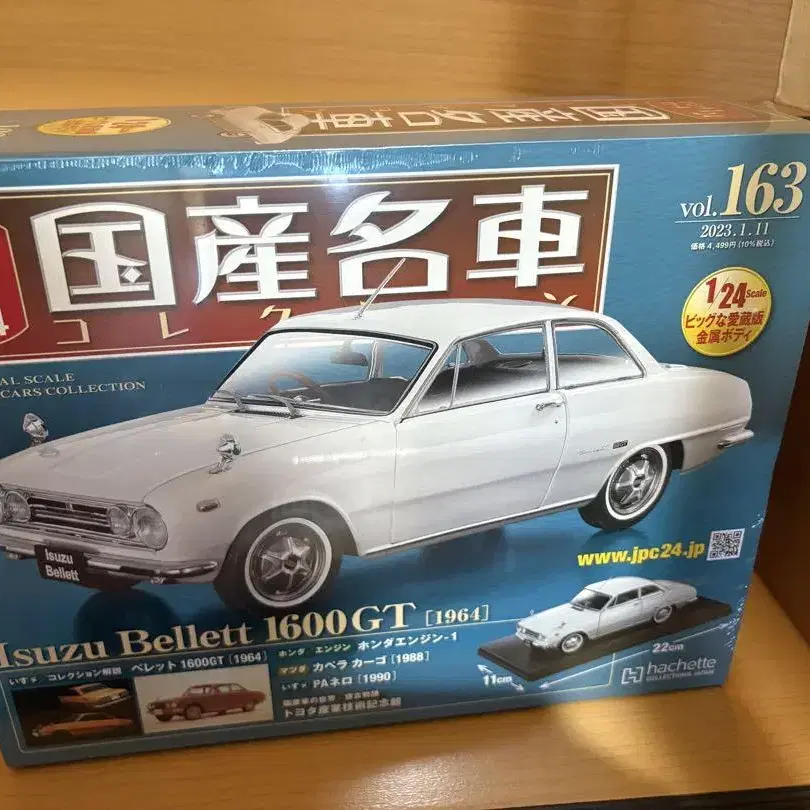 国産名車
コレクション
vol.163
2023.1.11
価格 4,499円(10%税込)
1/24 Scale
ビッグな愛蔵版
金属ボディ
AL SCALE
CARS COLLECTION
Isuzu
Bellett
www.jpc24.jp
Isuzu Bellett 1600GT [1964]
いすゞ コレクション解説 ベレット 1600GT [1964]
ホンダ エンジン ホンダエンジン-1
マツダ カペラ カーゴ [1988]
いすゞ PAネロ [1990]
トヨタ産業技術記念館
11cm
22cm
hachette
COLLECTIONS JAPAN